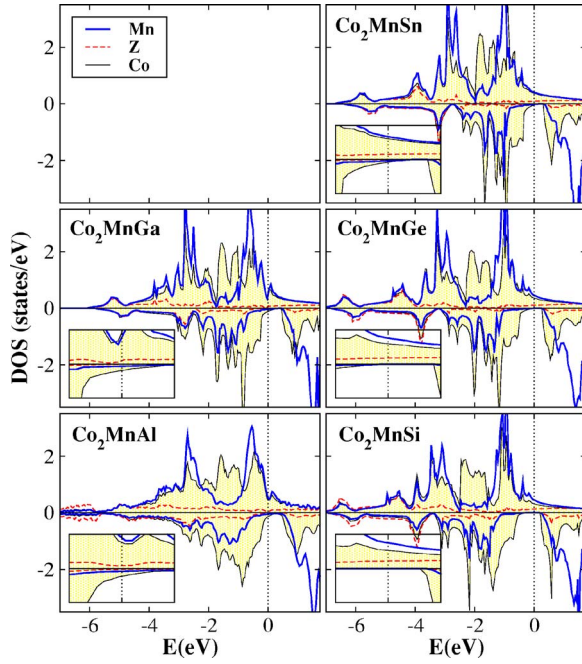 Mn
Z
Co
Co2MnSn
2
0
-2
Co2MnGa
Co2MnGe
2
0
-2
DOS (states/eV)
Co2MnAl
Co2MnSi
2
0
-2
-6 -4 -2 0 -6 -4 -2 0
E(eV) E(eV)